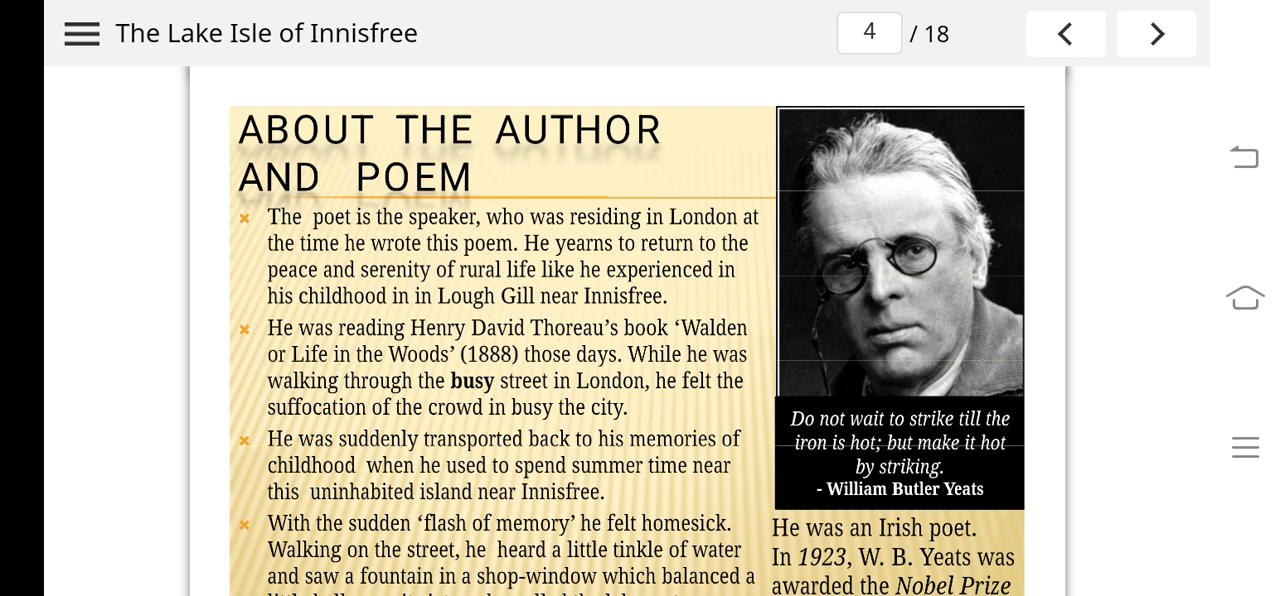 The Lake Isle of Innisfree
4 / 18
ABOUT THE AUTHOR
AND POEM
The poet is the speaker, who was residing in London at
the time he wrote this poem. He yearns to return to the
peace and serenity of rural life like he experienced in
his childhood in in Lough Gill near Innisfree.
He was reading Henry David Thoreau's book ‘Walden
or Life in the Woods’ (1888) those days. While he was
walking through the busy street in London, he felt the
suffocation of the crowd in busy the city.
He was suddenly transported back to his memories of
childhood when he used to spend summer time near
this uninhabited island near Innisfree.
With the sudden ‘flash of memory’ he felt homesick.
Walking on the street, he heard a little tinkle of water
and saw a fountain in a shop-window which balanced a
Do not wait to strike till the
iron is hot; but make it hot
by striking.
- William Butler Yeats
He was an Irish poet.
In 1923, W. B. Yeats was
awarded the Nobel Prize